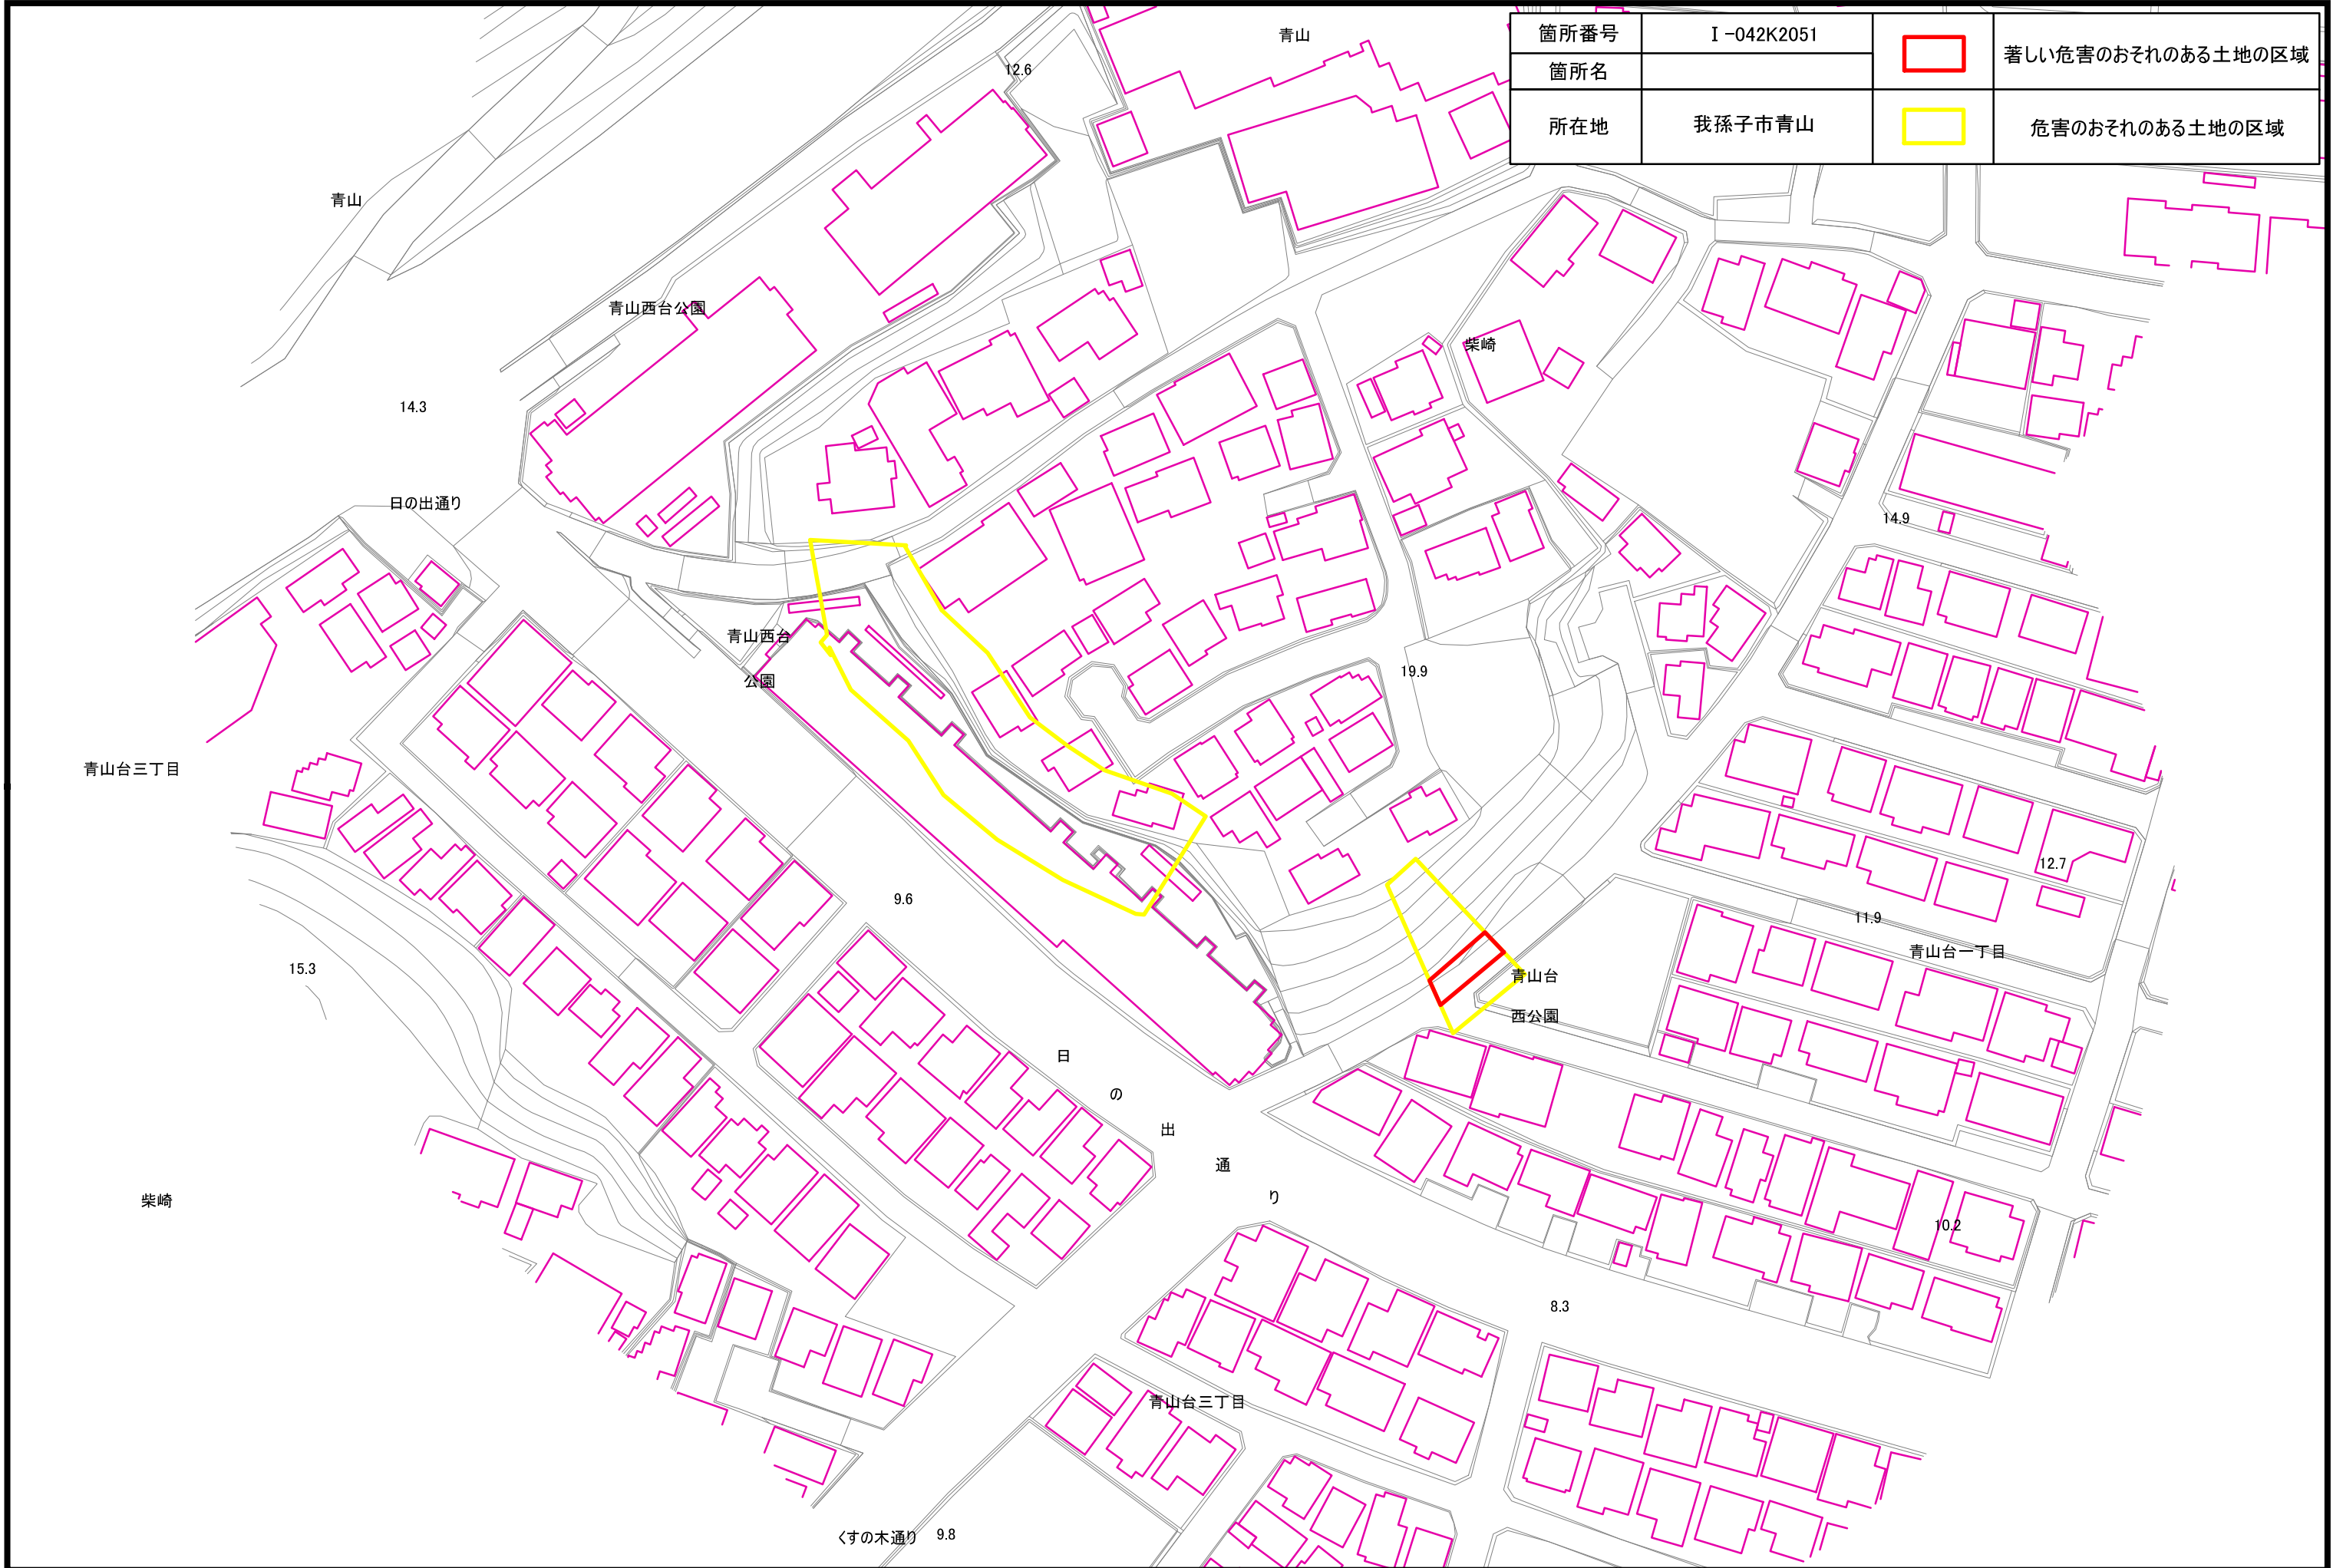 箇所番号 Ⅰ-042K2051 著しい危害のおそれのある土地の区域
箇所名
所在地 我孫子市青山 危害のおそれのある土地の区域
青山
12.6
青山
青山西台公園
柴崎
14.3
日の出通り
14.9
青山西台
公園
19.9
青山台三丁目
12.7
9.6
11.9
青山台一丁目
15.3
青山台
西公園
日
の
出
通
り
柴崎
10.2
8.3
青山台三丁目
くすの木通り 9.8